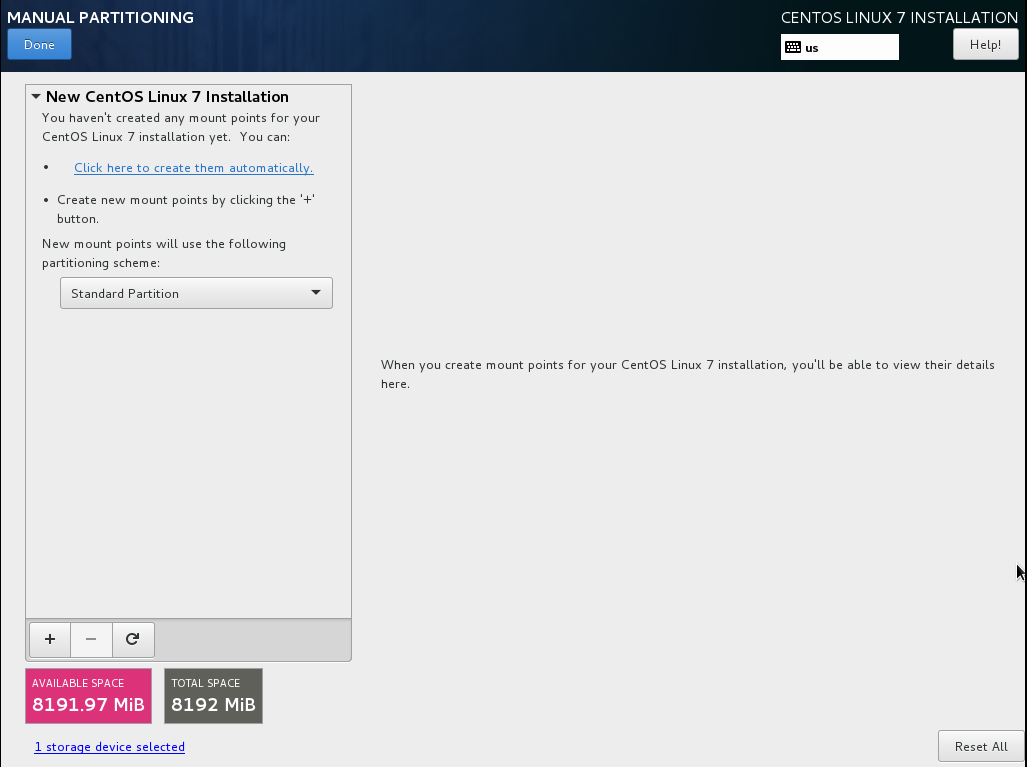 MANUAL PARTITIONING
CENTOS LINUX 7 INSTALLATION
Done
us
Help!
New CentOS Linux 7 Installation
You haven't created any mount points for your
CentOS Linux 7 installation yet.  You can:
• Click here to create them automatically.
• Create new mount points by clicking the '+'
button.
New mount points will use the following
partitioning scheme:
Standard Partition
When you create mount points for your CentOS Linux 7 installation, you'll be able to view their details
here.
+ −
AVAILABLE SPACE
8191.97 MiB
TOTAL SPACE
8192 MiB
1 storage device selected
Reset All